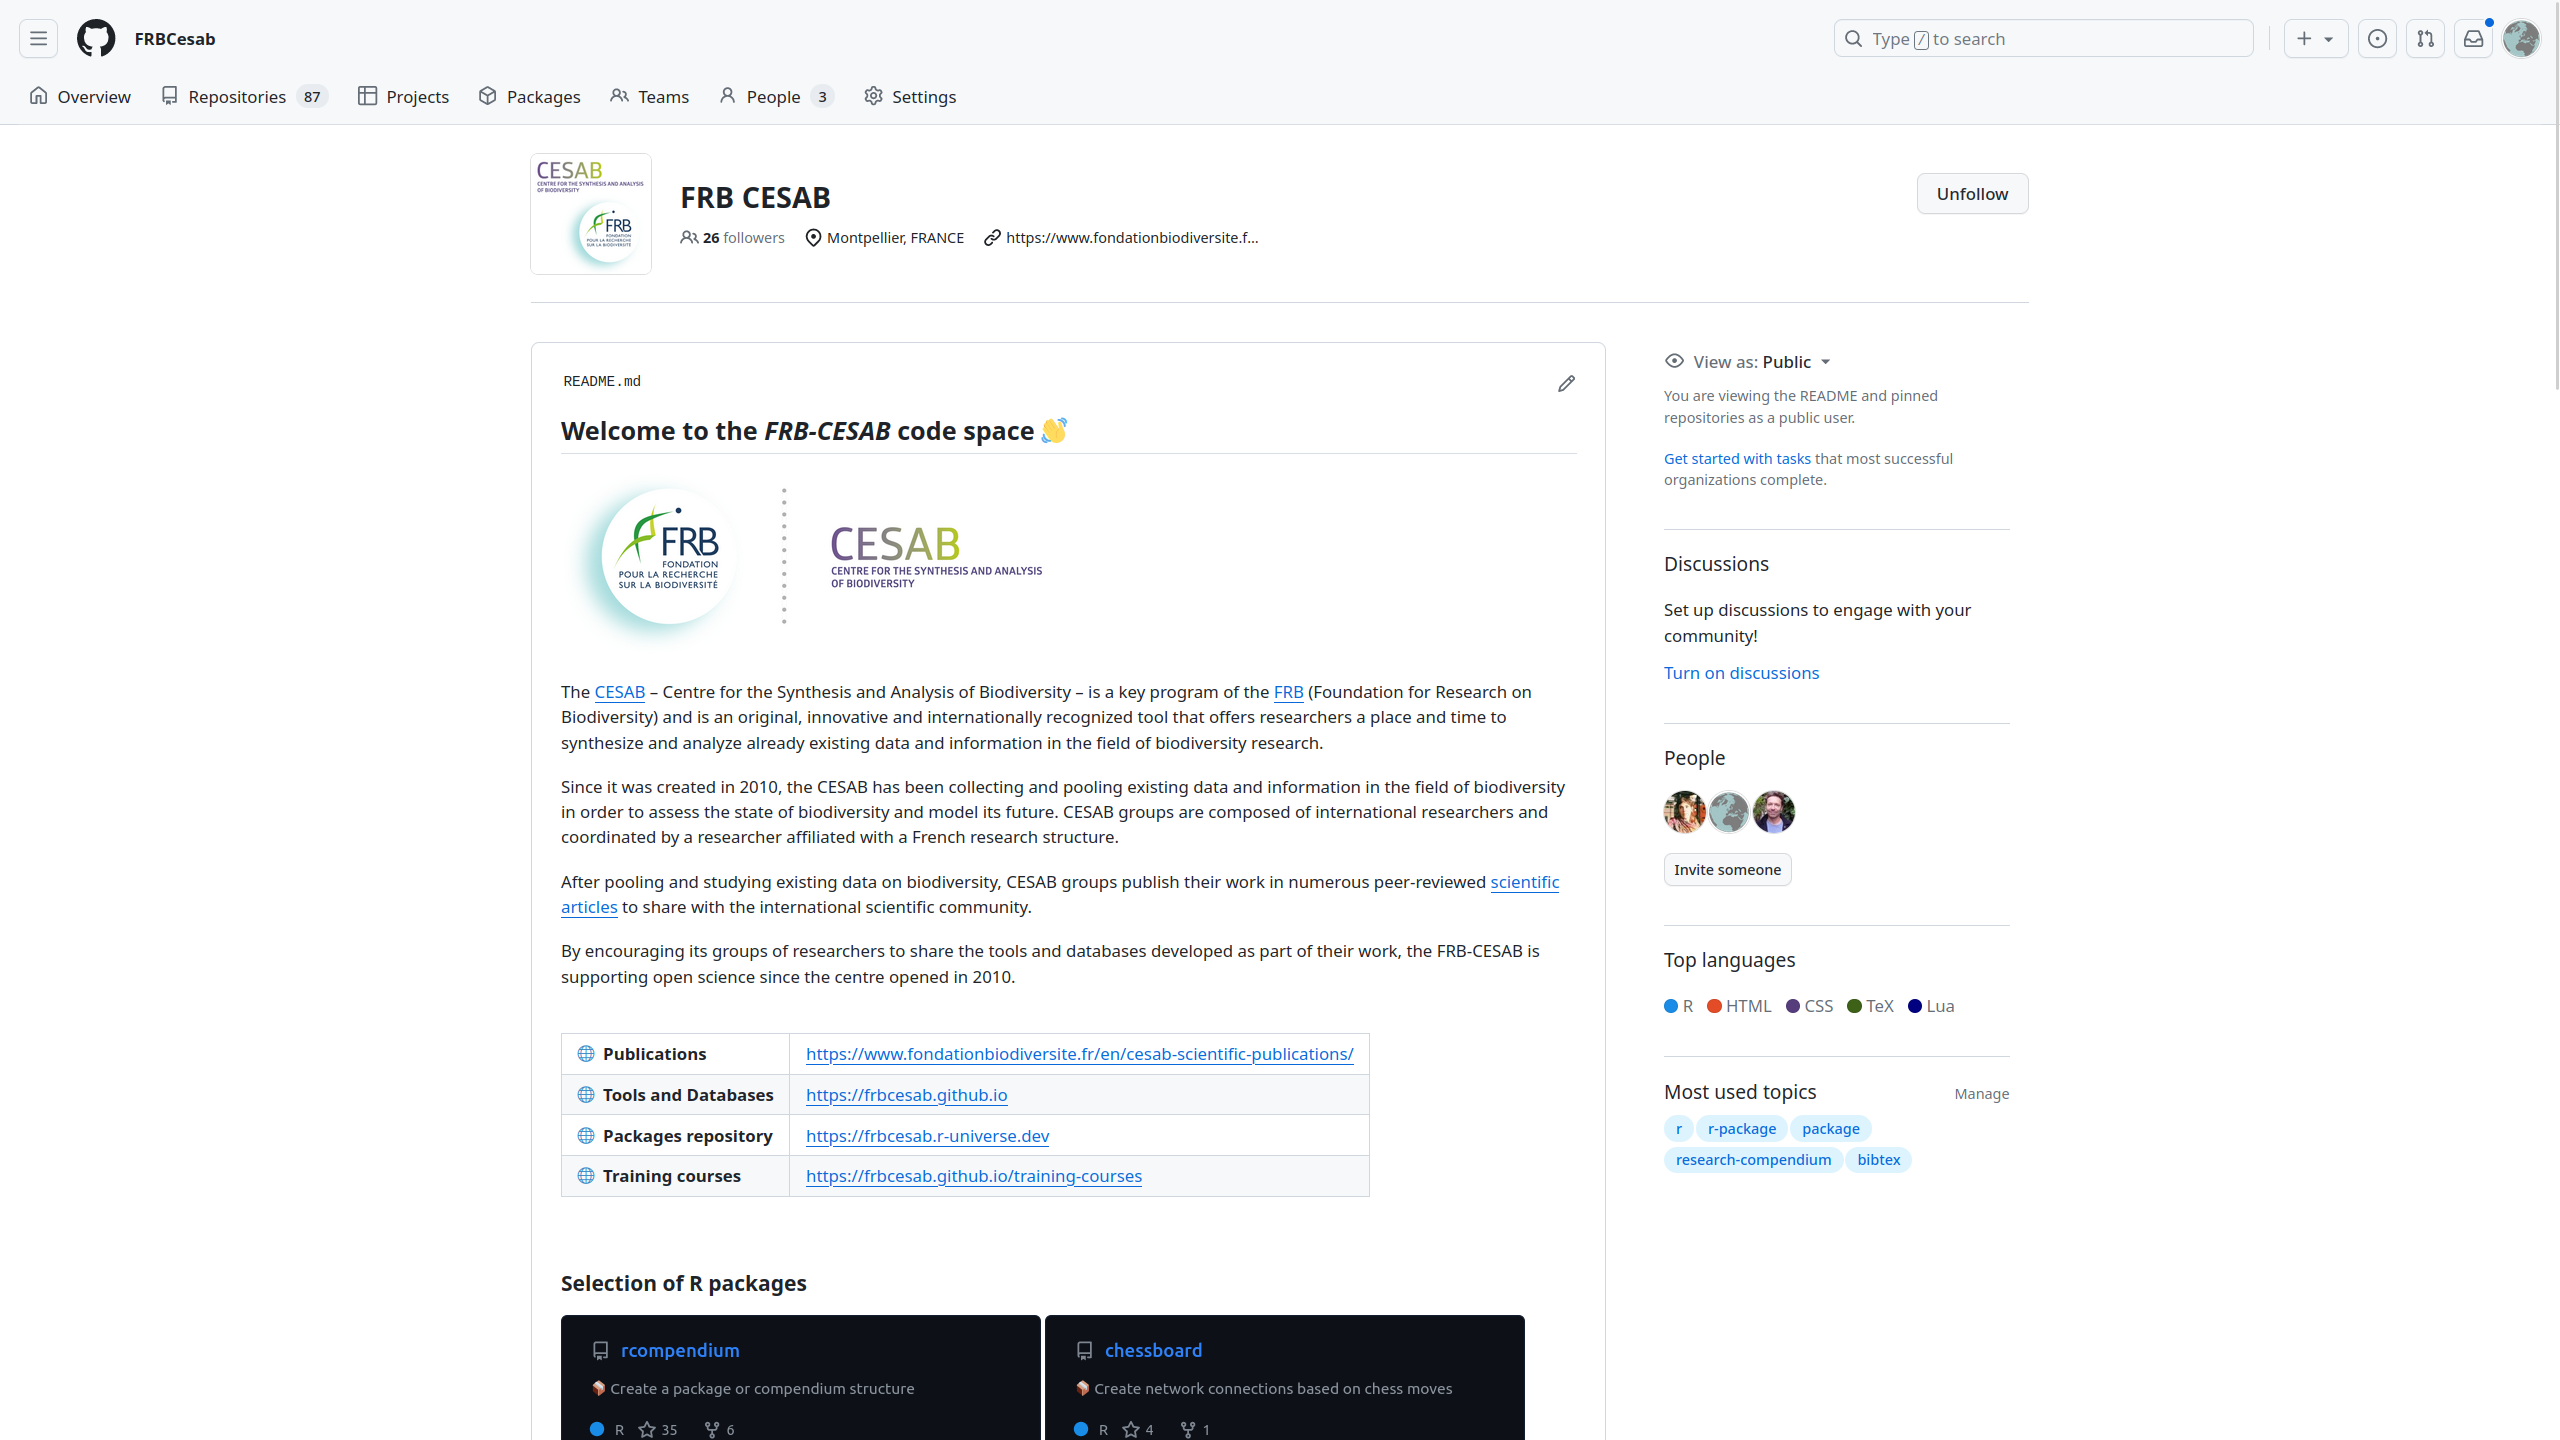 FRBCesab
Type / to search
Overview
Repositories 87
Projects
Packages
Teams
People 3
Settings
CESAB
CENTRE FOR THE SYNTHESIS AND ANALYSIS
OF BIODIVERSITY
FRB
FONDATION
POUR LA RECHERCHE
SUR LA BIODIVERSITÉ
FRB CESAB
26 followers
Montpellier, FRANCE
https://www.fondationbiodiversite.f...
Unfollow
README.md
Welcome to the FRB-CESAB code space 👋
FRB
FONDATION
POUR LA RECHERCHE
SUR LA BIODIVERSITÉ
CESAB
CENTRE FOR THE SYNTHESIS AND ANALYSIS
OF BIODIVERSITY
The CESAB – Centre for the Synthesis and Analysis of Biodiversity – is a key program of the FRB (Foundation for Research on
Biodiversity) and is an original, innovative and internationally recognized tool that offers researchers a place and time to
synthesize and analyze already existing data and information in the field of biodiversity research.
Since it was created in 2010, the CESAB has been collecting and pooling existing data and information in the field of biodiversity
in order to assess the state of biodiversity and model its future. CESAB groups are composed of international researchers and
coordinated by a researcher affiliated with a French research structure.
After pooling and studying existing data on biodiversity, CESAB groups publish their work in numerous peer-reviewed scientific
articles to share with the international scientific community.
By encouraging its groups of researchers to share the tools and databases developed as part of their work, the FRB-CESAB is
supporting open science since the centre opened in 2010.
Publications https://www.fondationbiodiversite.fr/en/cesab-scientific-publications/
Tools and Databases https://frbcesab.github.io
Packages repository https://frbcesab.r-universe.dev
Training courses https://frbcesab.github.io/training-courses
Selection of R packages
rcompendium
Create a package or compendium structure
R 35 6
chessboard
Create network connections based on chess moves
R 4 1
View as: Public
You are viewing the README and pinned
repositories as a public user.
Get started with tasks that most successful
organizations complete.
Discussions
Set up discussions to engage with your
community!
Turn on discussions
People
Invite someone
Top languages
R HTML CSS TeX Lua
Most used topics Manage
r r-package package
research-compendium bibtex